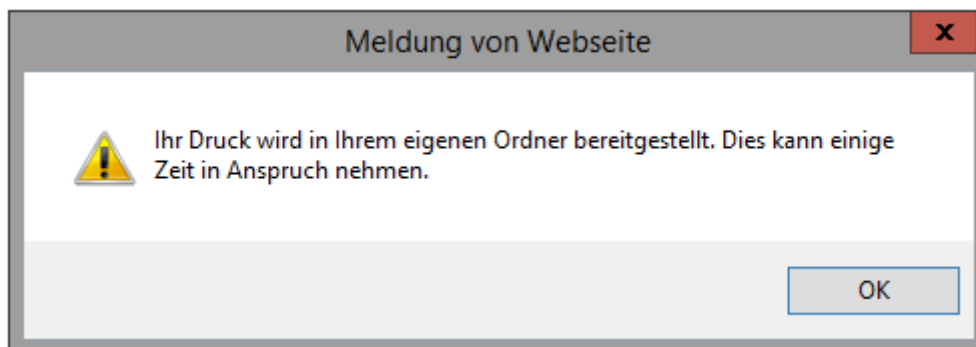 Meldung von Webseite
x
Ihr Druck wird in Ihrem eigenen Ordner bereitgestellt. Dies kann einige
Zeit in Anspruch nehmen.
OK